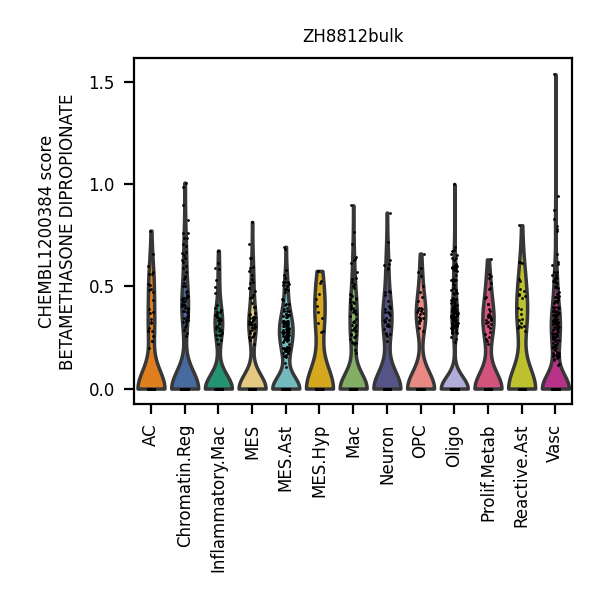 ZH8812bulk
CHEMBL1200384 score
BETAMETHASONE DIPROPIONATE
1.5
1.0
0.5
0.0
AC
Chromatin.Reg
Inflammatory.Mac
MES
MES.Ast
MES.Hyp
Mac
Neuron
OPC
Oligo
Prolif.Metab
Reactive.Ast
Vasc